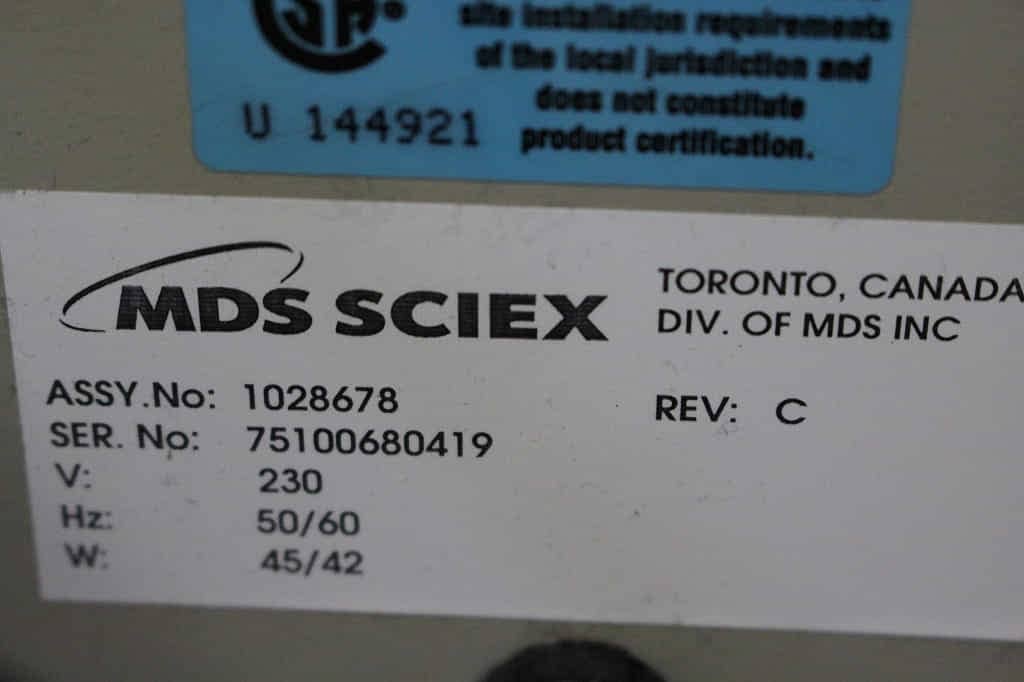 site installation requirements
of the local jurisdiction and
does not constitute
product certification.
U 144921
MDS SCIEX
TORONTO, CANADA
DIV. OF MDS INC
ASSY.No: 1028678
REV: C
SER. No: 75100680419
V: 230
Hz: 50/60
W: 45/42